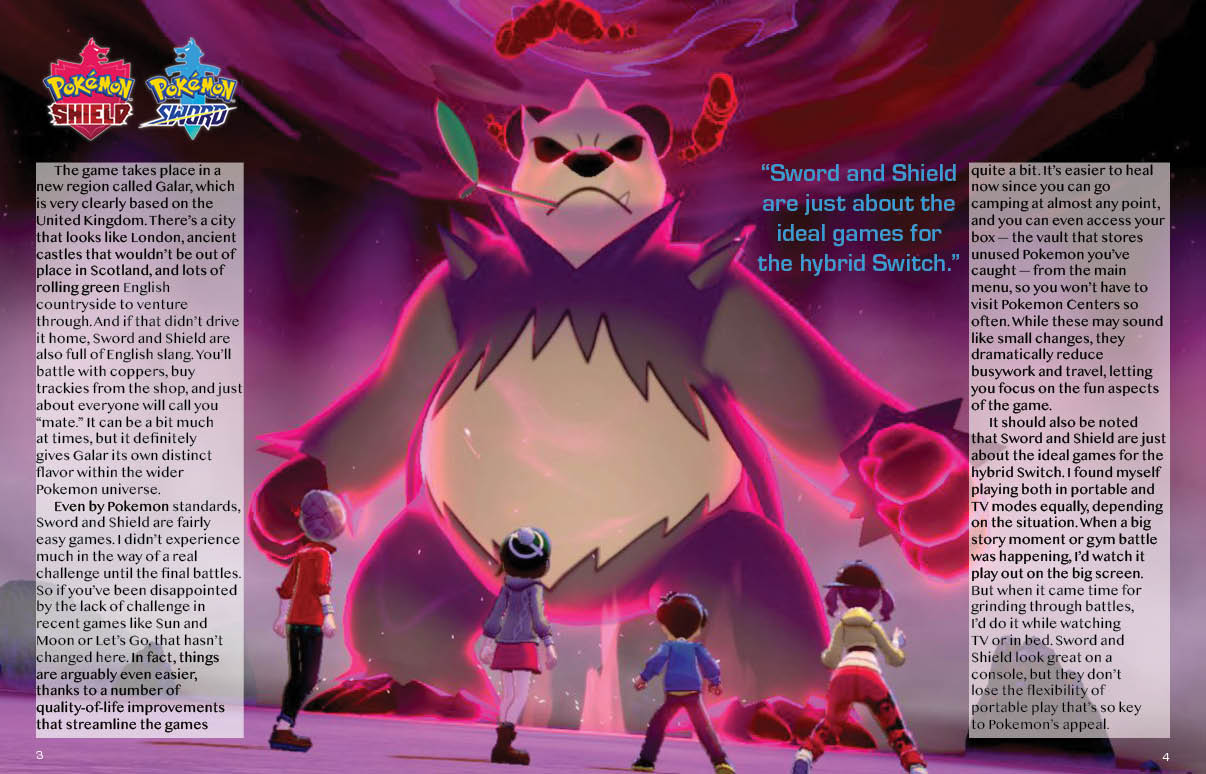 POKéMON
SHIELD
POKéMON
SWORD
The game takes place in a
new region called Galar, which
is very clearly based on the
United Kingdom. There’s a city
that looks like London, ancient
castles that wouldn’t be out of
place in Scotland, and lots of
rolling green English
countryside to venture
through. And if that didn’t drive
it home, Sword and Shield are
also full of English slang. You’ll
battle with coppers, buy
trackies from the shop, and just
about everyone will call you
“mate.” It can be a bit much
at times, but it definitely
gives Galar its own distinct
flavor within the wider
Pokemon universe.
Even by Pokemon standards,
Sword and Shield are fairly
easy games. I didn’t experience
much in the way of a real
challenge until the final battles.
So if you’ve been disappointed
by the lack of challenge in
recent games like Sun and
Moon or Let’s Go, that hasn’t
changed here. In fact, things
are arguably even easier,
thanks to a number of
quality-of-life improvements
that streamline the games
“Sword and Shield
are just about the
ideal games for
the hybrid Switch.”
quite a bit. It’s easier to heal
now since you can go
camping at almost any point,
and you can even access your
box — the vault that stores
unused Pokemon you’ve
caught — from the main
menu, so you won’t have to
visit Pokemon Centers so
often. While these may sound
like small changes, they
dramatically reduce
busywork and travel, letting
you focus on the fun aspects
of the game.
It should also be noted
that Sword and Shield are just
about the ideal games for the
hybrid Switch. I found myself
playing both in portable and
TV modes equally, depending
on the situation. When a big
story moment or gym battle
was happening, I’d watch it
play out on the big screen.
But when it came time for
grinding through battles,
I’d do it while watching
TV or in bed. Sword and
Shield look great on a
console, but they don’t
lose the flexibility of
portable play that’s so key
to Pokemon’s appeal.
3
4